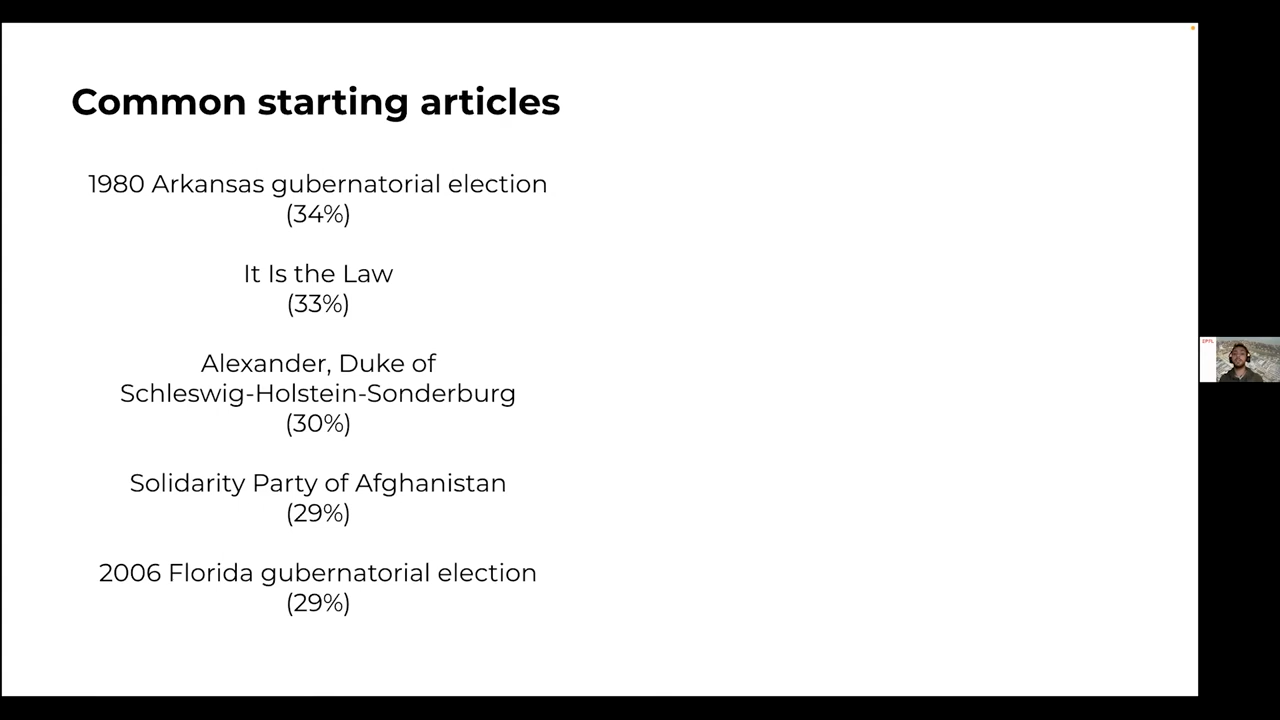 Common starting articles
1980 Arkansas gubernatorial election
(34%)
It Is the Law
(33%)
Alexander, Duke of
Schleswig-Holstein-Sonderburg
(30%)
Solidarity Party of Afghanistan
(29%)
2006 Florida gubernatorial election
(29%)
EPFL